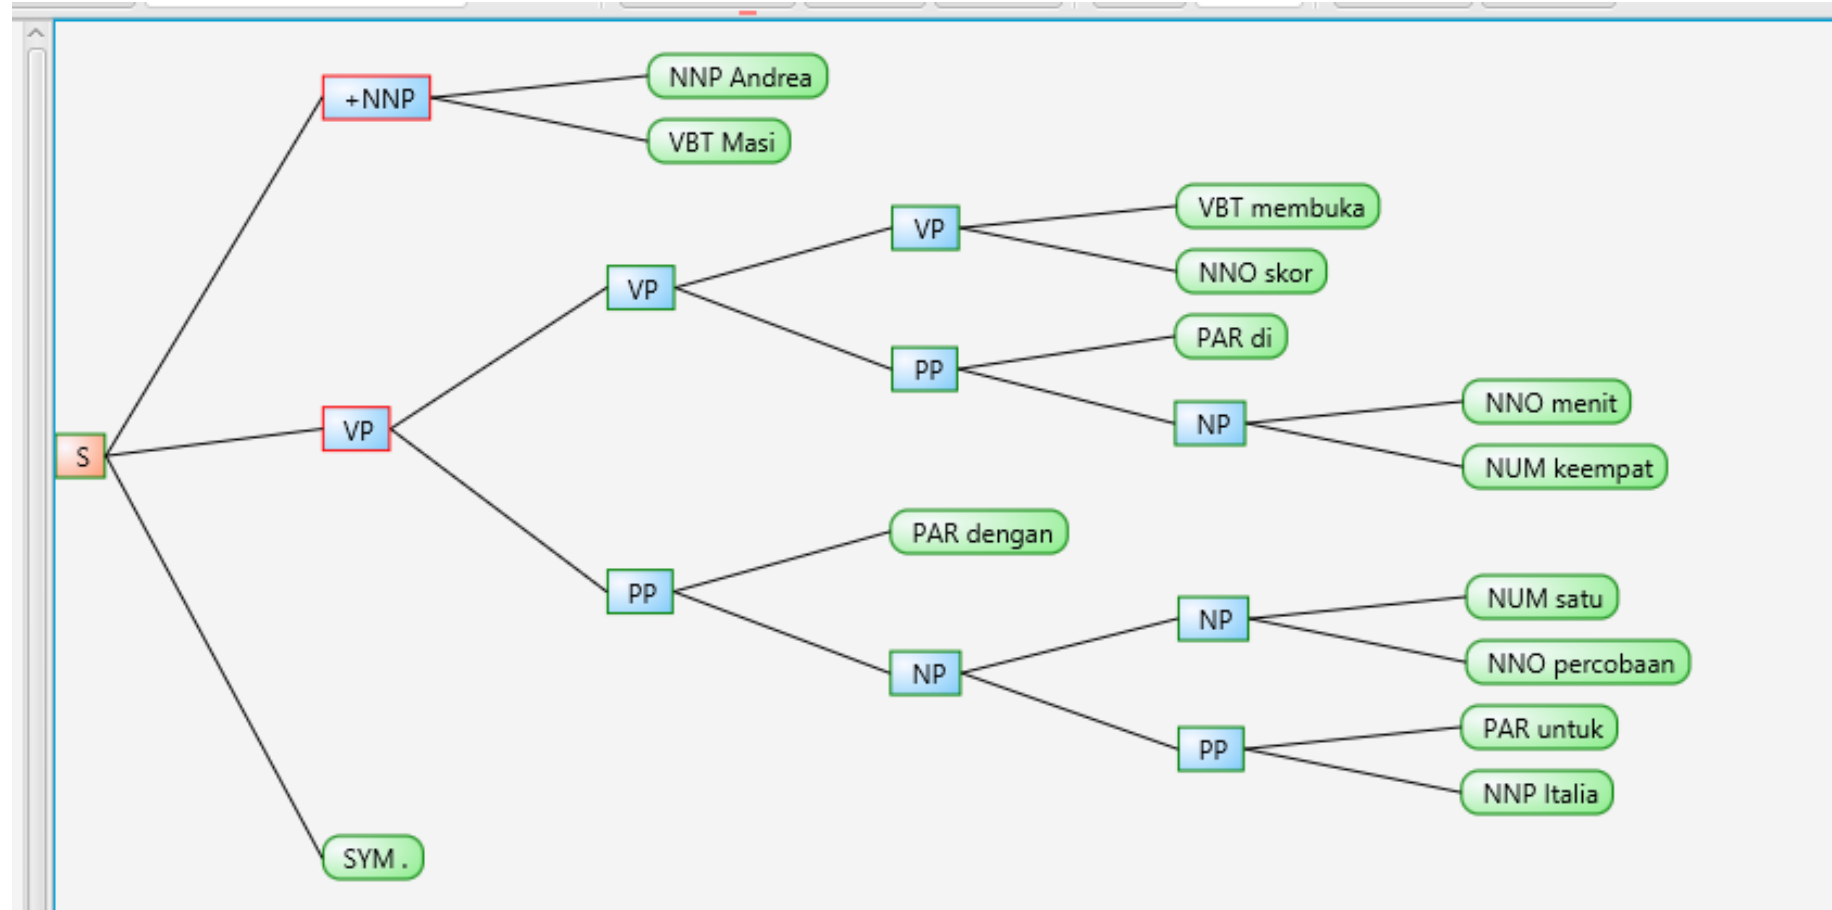 NNP Andrea
+NNP
VBT Masi
VBT membuka
VP
NNO skor
VP
PAR di
PP
NNO menit
NP
VP
S
NUM keempat
PAR dengan
PP
NUM satu
NP
NNO percobaan
NP
PAR untuk
PP
NNP Italia
SYM .